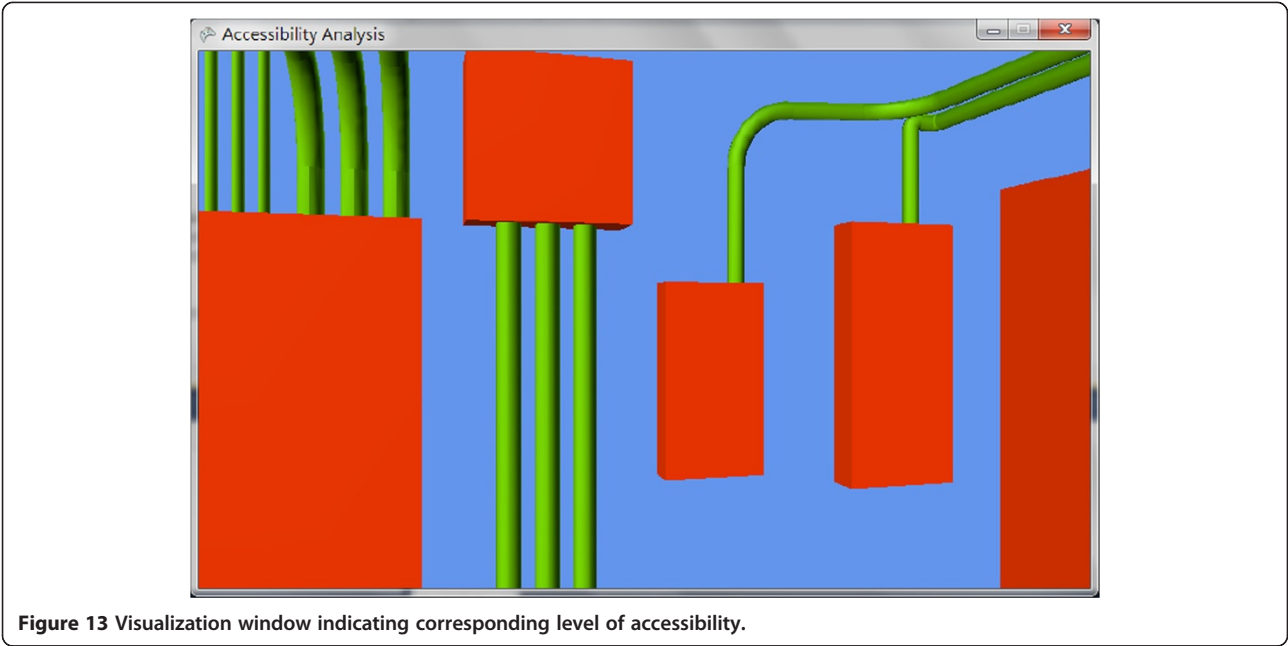 Accessibility Analysis
Figure 13 Visualization window indicating corresponding level of accessibility.